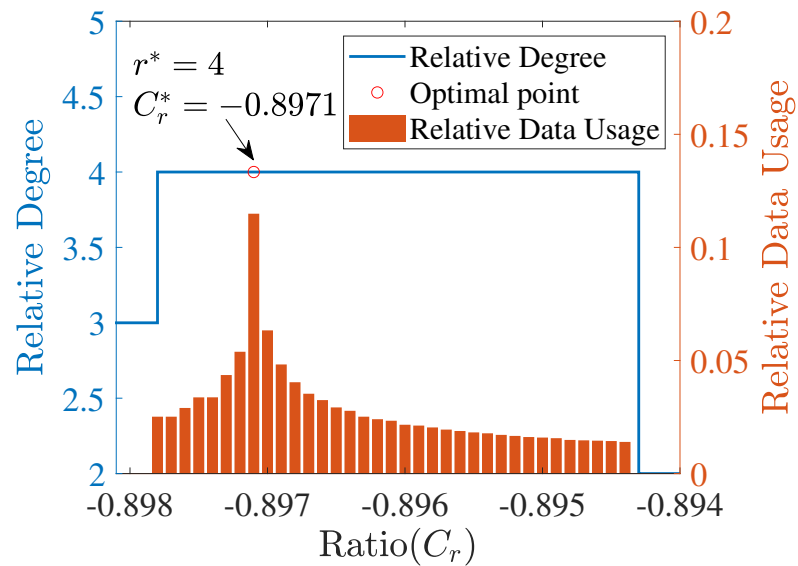 5
4.5
4
3.5
3
2.5
2
Relative Degree
r* = 4
C_r^* = −0.8971
Relative Degree
Optimal point
Relative Data Usage
0.2
0.15
0.1
0.05
0
Relative Data Usage
-0.898
-0.897
-0.896
-0.895
-0.894
Ratio(C_r)